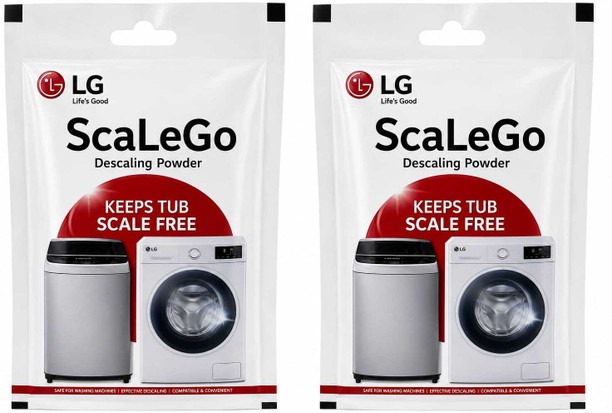 LG
Life's Good
ScaLeGo
Descaling Powder
KEEPS TUB
SCALE FREE
LG
SAFE FOR WASHING MACHINES | EFFECTIVE DESCALING | COMPATIBLE & CONVENIENT
LG
Life's Good
ScaLeGo
Descaling Powder
KEEPS TUB
SCALE FREE
LG
SAFE FOR WASHING MACHINES | EFFECTIVE DESCALING | COMPATIBLE & CONVENIENT